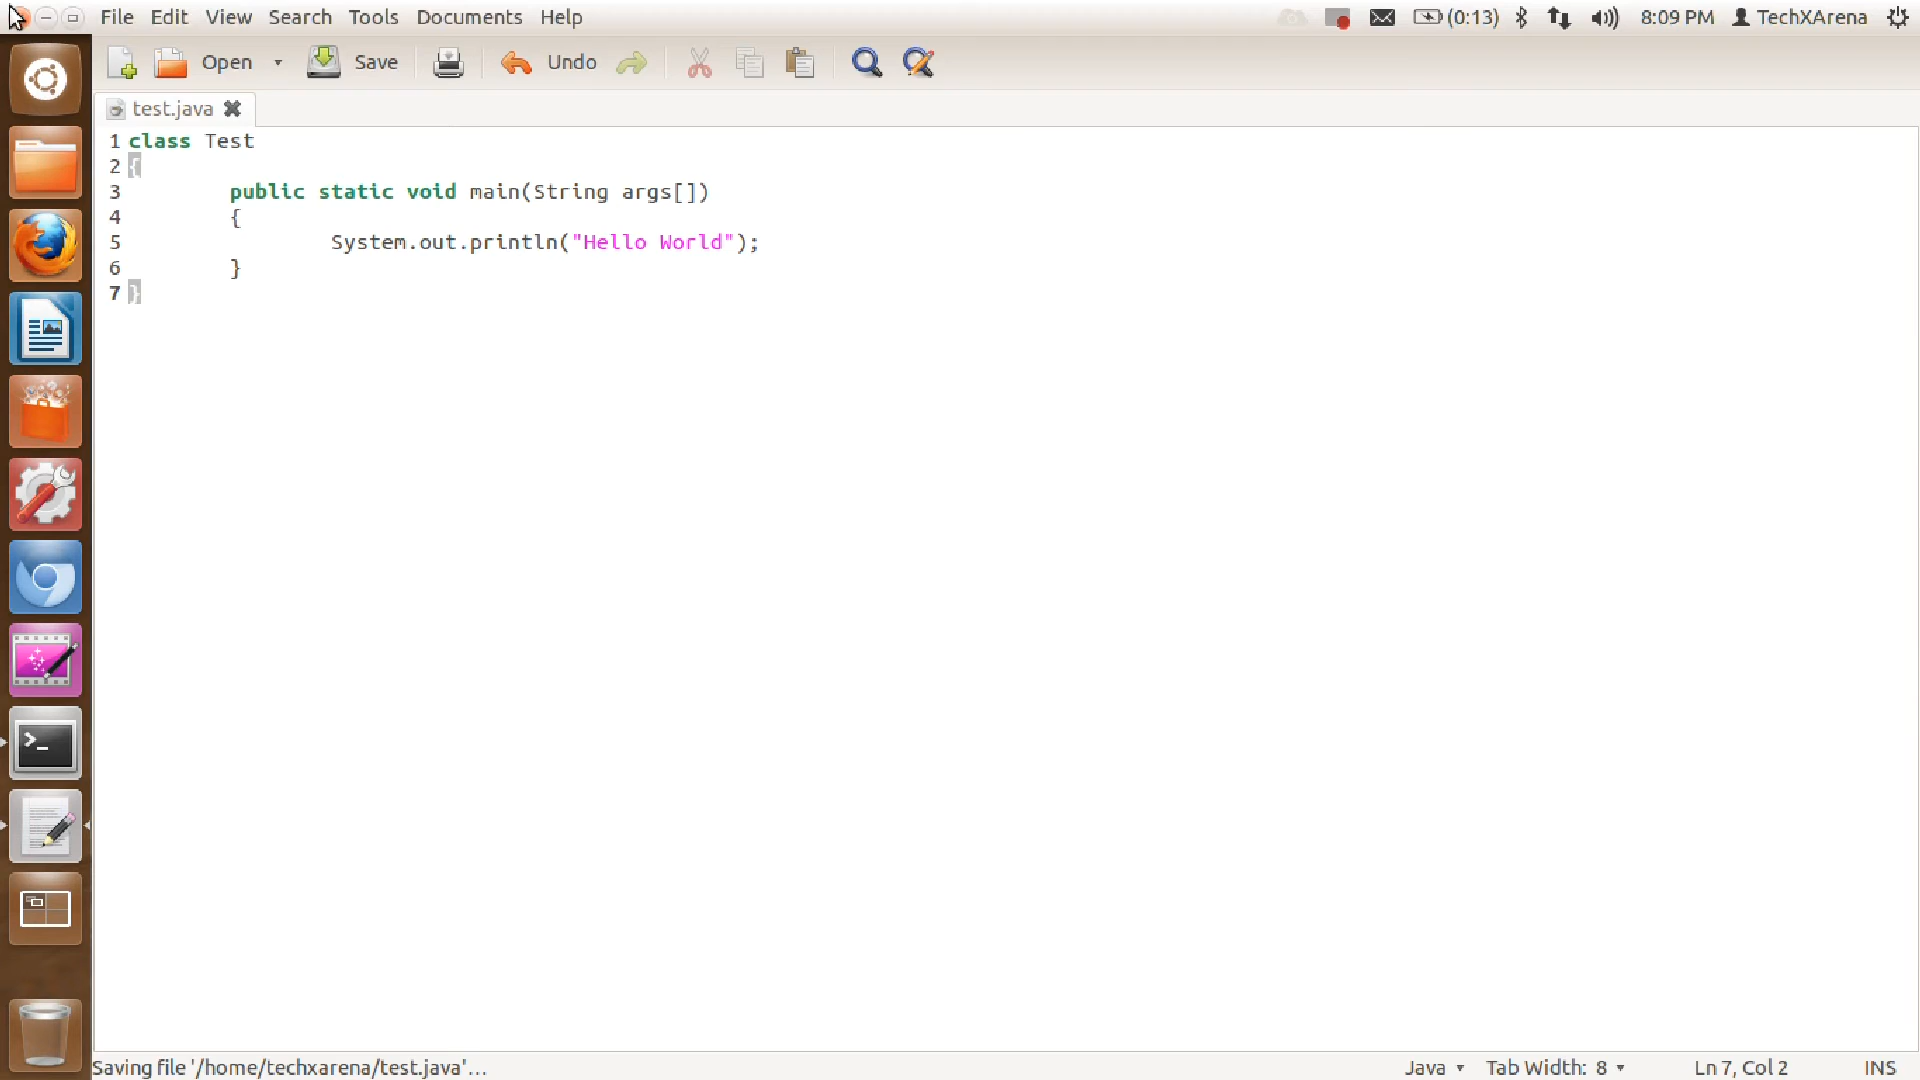 File Edit View Search Tools Documents Help (0:13) 8:09 PM TechXArena
Open Save Undo
test.java
1 class Test
2 {
3 public static void main(String args[])
4 {
5 System.out.println("Hello World");
6 }
7 }
Saving file '/home/techxarena/test.java'... Java Tab Width: 8 Ln 7, Col 2 INS